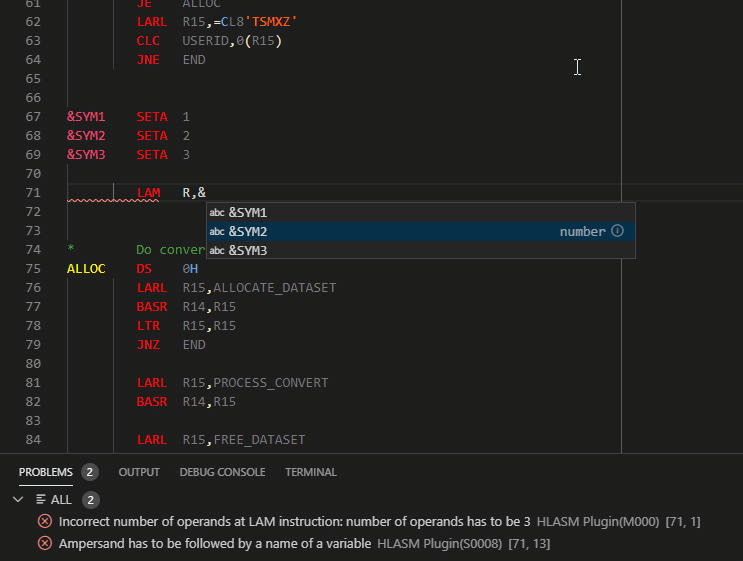 61 JE ALLOC
62 LARL R15,=CL8'TSMXZ'
63 CLC USERID,0(R15)
64 JNE END
65
66
67 &SYM1 SETA 1
68 &SYM2 SETA 2
69 &SYM3 SETA 3
70
71 LAM R,&
72 abc &SYM1
73 abc &SYM2 number
74 * Do conver abc &SYM3
75 ALLOC DS 0H
76 LARL R15,ALLOCATE_DATASET
77 BASR R14,R15
78 LTR R15,R15
79 JNZ END
80
81 LARL R15,PROCESS_CONVERT
82 BASR R14,R15
83
84 LARL R15,FREE_DATASET
PROBLEMS 2 OUTPUT DEBUG CONSOLE TERMINAL
ALL 2
Incorrect number of operands at LAM instruction: number of operands has to be 3 HLASM Plugin(M000) [71, 1]
Ampersand has to be followed by a name of a variable HLASM Plugin(S0008) [71, 13]